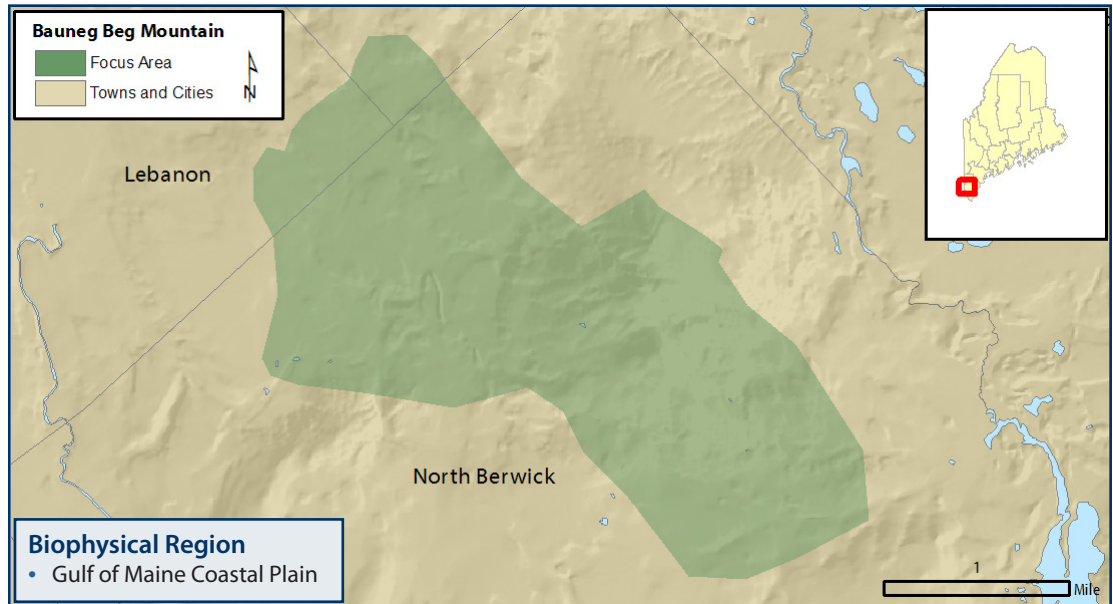 Bauneg Beg Mountain
Focus Area
Towns and Cities
N
Lebanon
North Berwick
Biophysical Region
• Gulf of Maine Coastal Plain
1
Mile